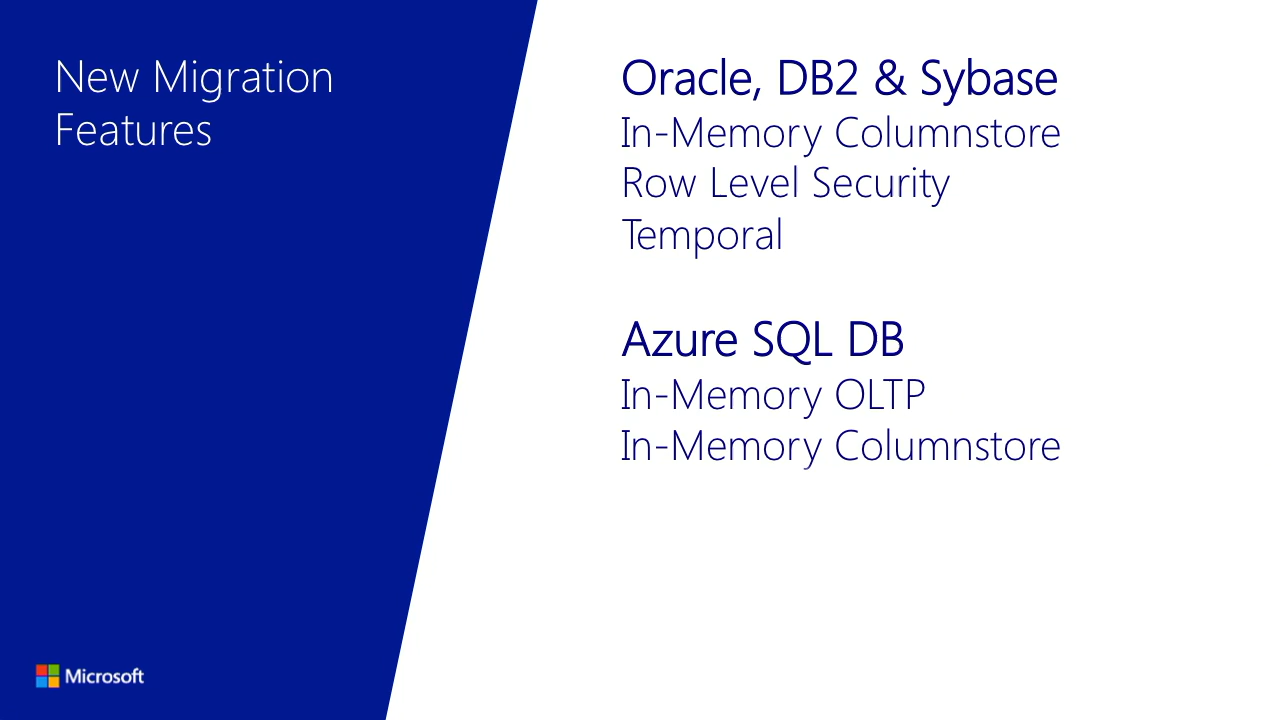 New Migration
Features
Oracle, DB2 & Sybase
In-Memory Columnstore
Row Level Security
Temporal
Azure SQL DB
In-Memory OLTP
In-Memory Columnstore
Microsoft